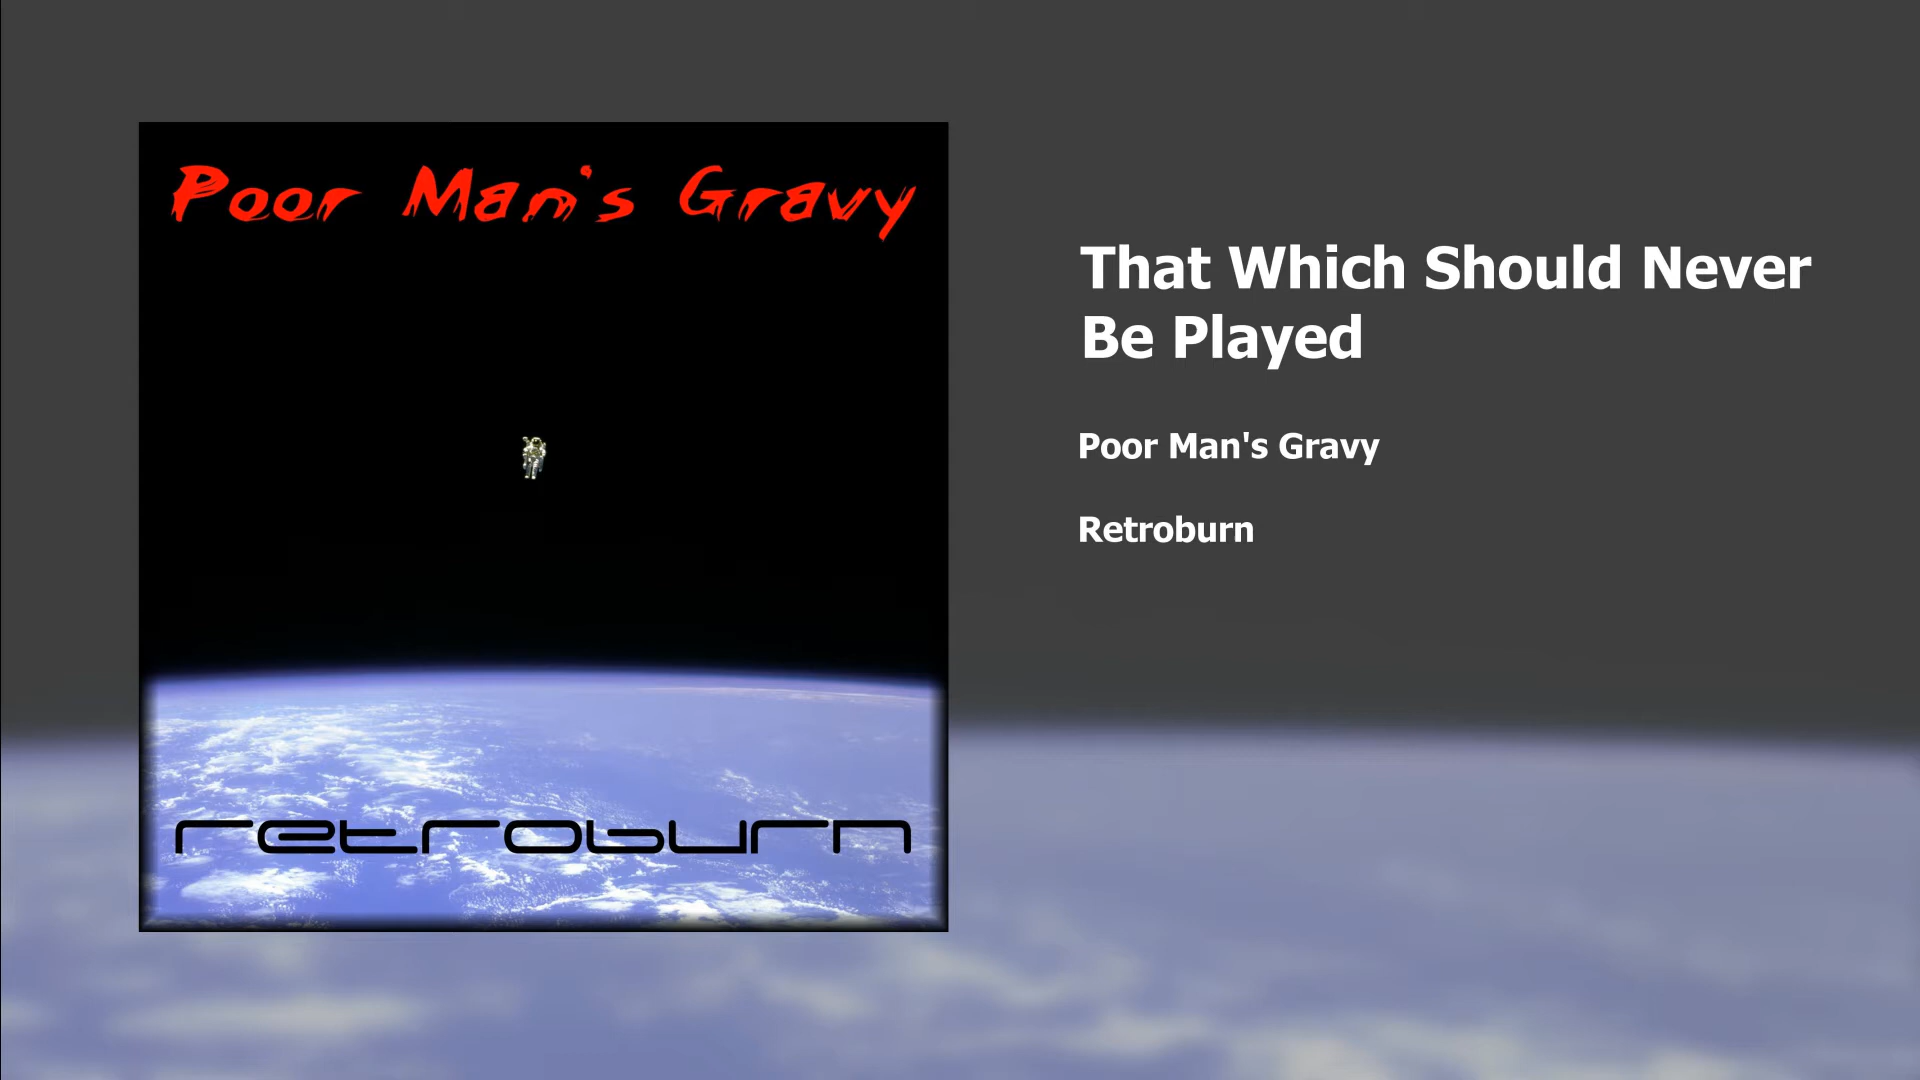 Poor Man's Gravy
retroburn
That Which Should Never
Be Played
Poor Man's Gravy
Retroburn